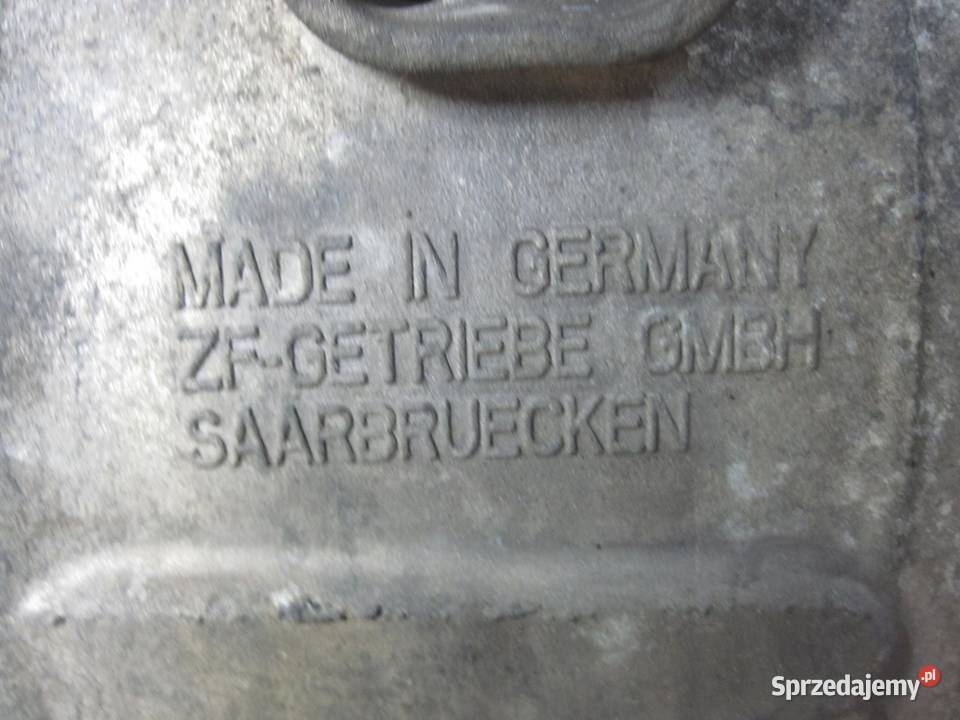 MADE IN GERMANY
ZF-GETRIEBE GMBH
SAARBRUECKEN
Sprzedajemy.pl